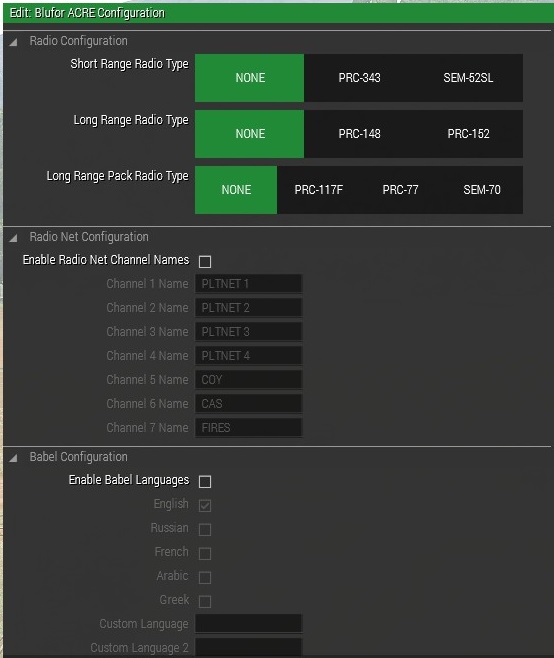 Edit: Blufor ACRE Configuration
Radio Configuration
Short Range Radio Type NONE PRC-343 SEM-52SL
Long Range Radio Type NONE PRC-148 PRC-152
Long Range Pack Radio Type NONE PRC-117F PRC-77 SEM-70
Radio Net Configuration
Enable Radio Net Channel Names
Channel 1 Name PLTNET 1
Channel 2 Name PLTNET 2
Channel 3 Name PLTNET 3
Channel 4 Name PLTNET 4
Channel 5 Name COY
Channel 6 Name CAS
Channel 7 Name FIRES
Babel Configuration
Enable Babel Languages
English
Russian
French
Arabic
Greek
Custom Language
Custom Language 2